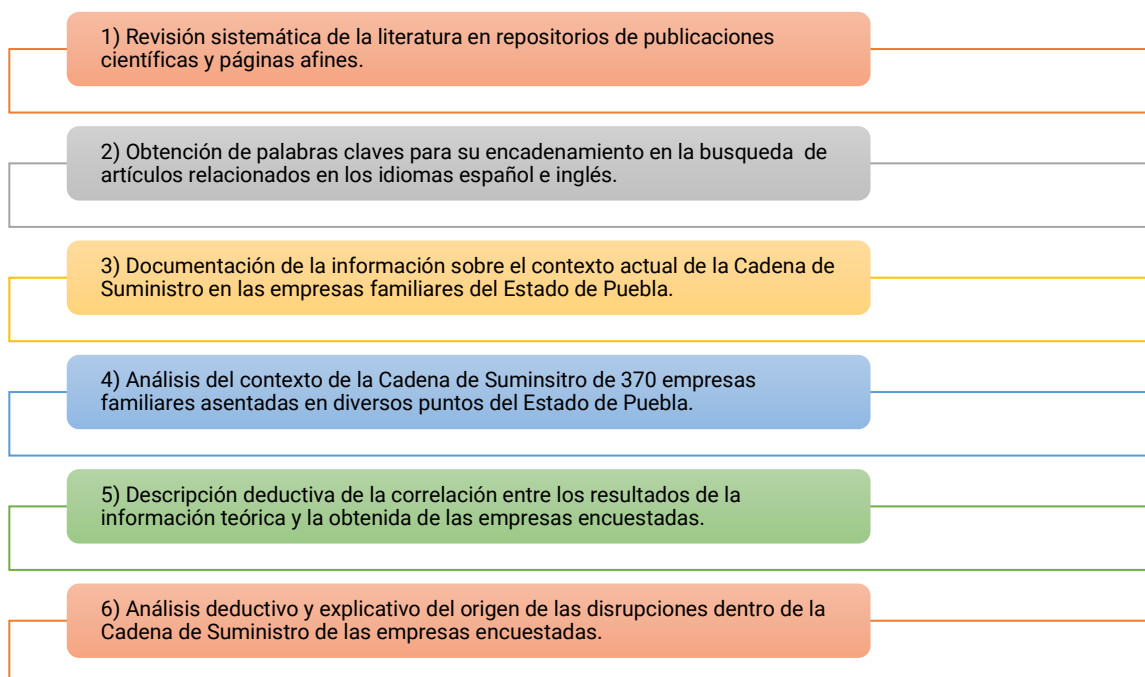 1) Revisión sistemática de la literatura en repositorios de publicaciones
científicas y páginas afines.
2) Obtención de palabras claves para su encadenamiento en la busqueda de
artículos relacionados en los idiomas español e inglés.
3) Documentación de la información sobre el contexto actual de la Cadena de
Suministro en las empresas familiares del Estado de Puebla.
4) Análisis del contexto de la Cadena de Suminsitro de 370 empresas
familiares asentadas en diversos puntos del Estado de Puebla.
5) Descripción deductiva de la correlación entre los resultados de la
información teórica y la obtenida de las empresas encuestadas.
6) Análisis deductivo y explicativo del origen de las disrupciones dentro de la
Cadena de Suministro de las empresas encuestadas.